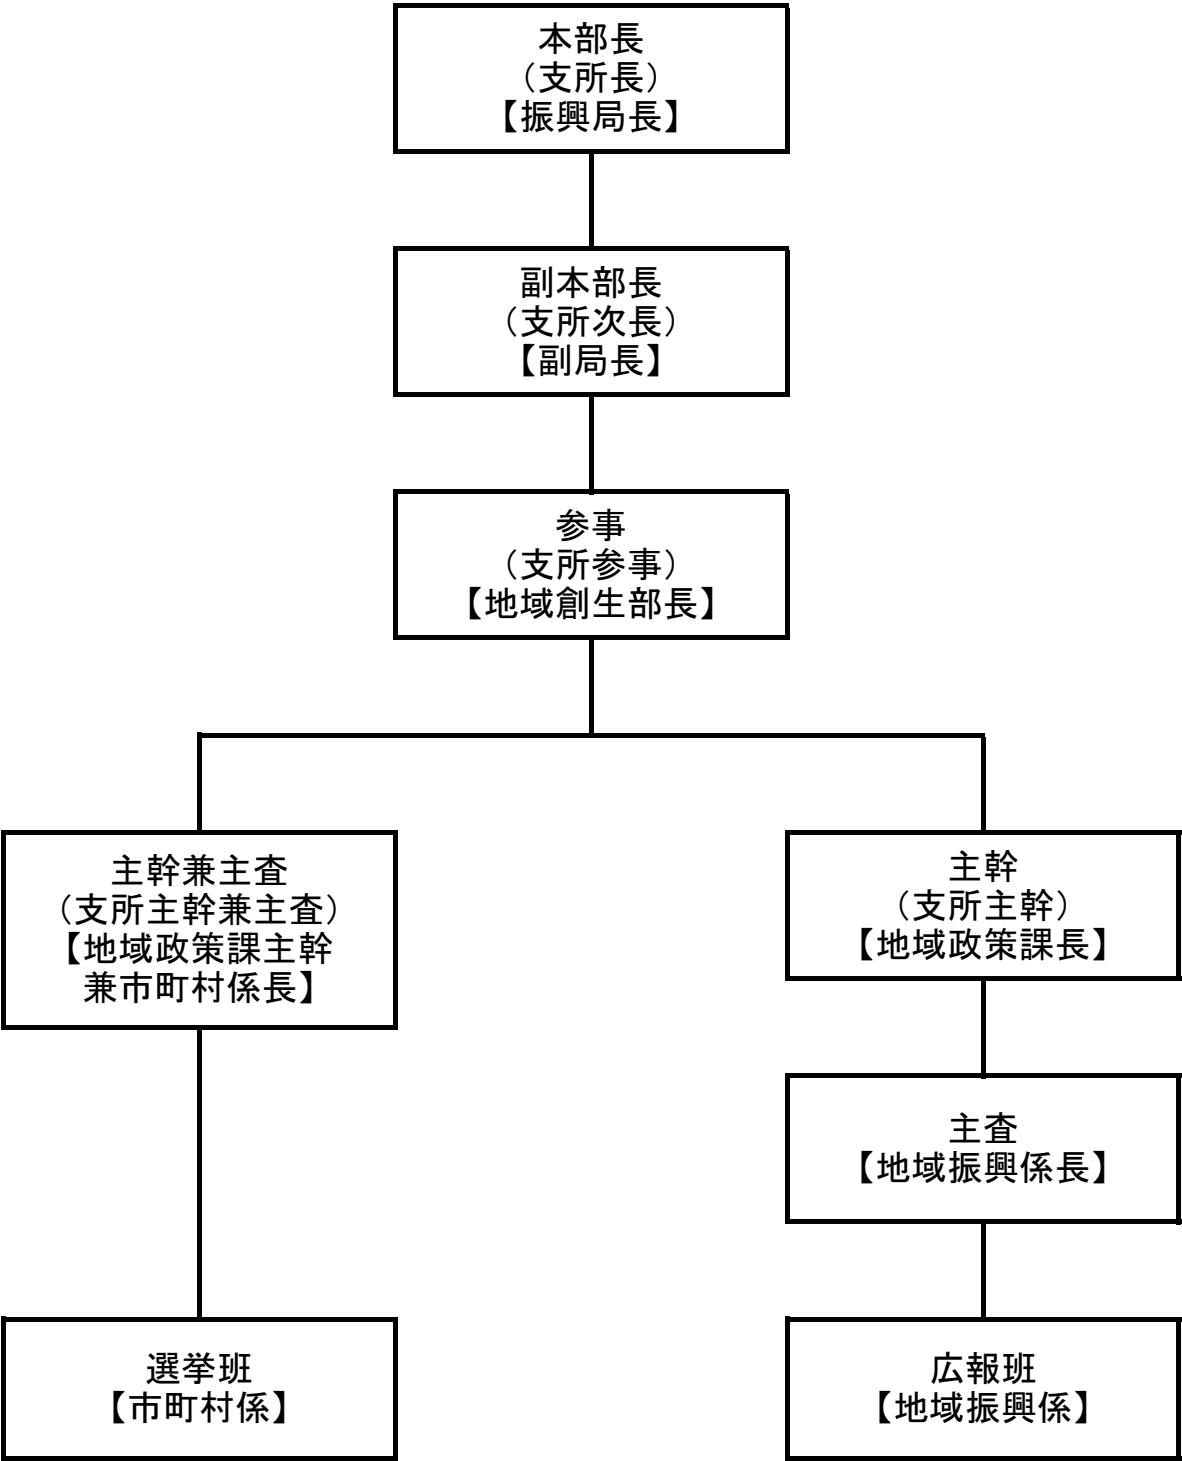 本部長
（支所長）
【振興局長】
副本部長
（支所次長）
【副局長】
参事
（支所参事）
【地域創生部長】
主幹兼主査
（支所主幹兼主査）
【地域政策課主幹
兼市町村係長】
主幹
（支所主幹）
【地域政策課長】
主査
【地域振興係長】
選挙班
【市町村係】
広報班
【地域振興係】